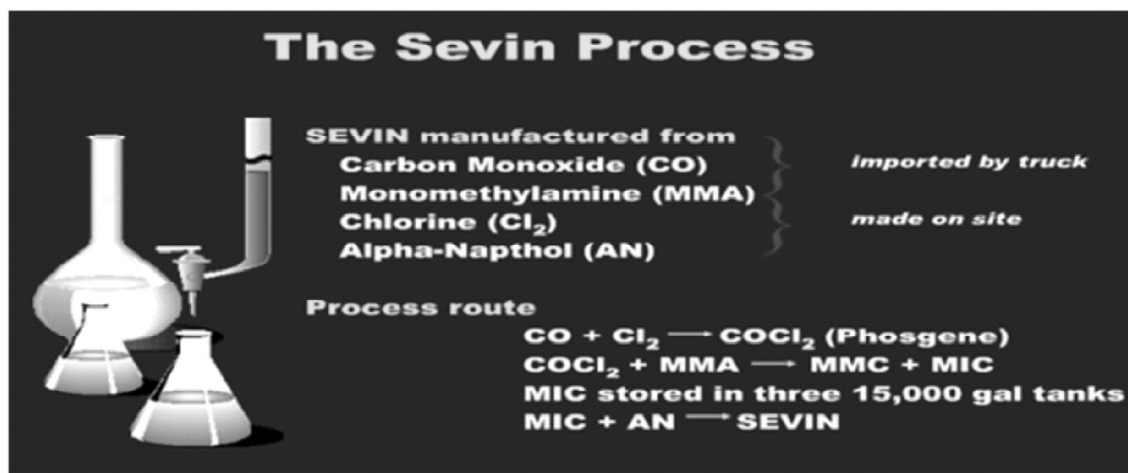 The Sevin Process
SEVIN manufactured from
Carbon Monoxide (CO)
imported by truck
Monomethylamine (MMA)
Chlorine (Cl₂)
made on site
Alpha-Napthol (AN)
Process route
CO + Cl₂ → COCl₂ (Phosgene)
COCl₂ + MMA → MMC + MIC
MIC stored in three 15,000 gal tanks
MIC + AN → SEVIN